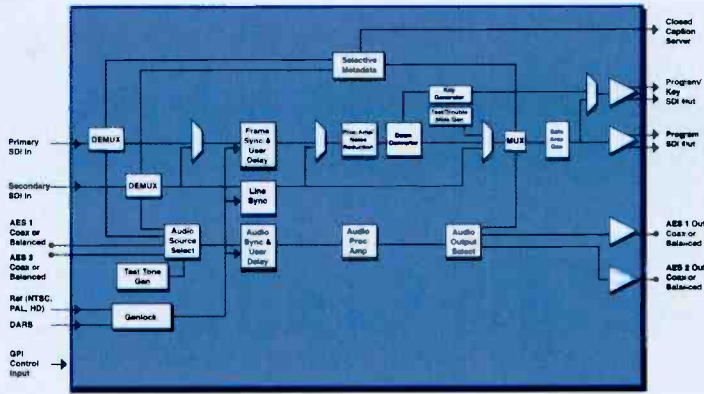 Closed
Caption
Server
Selective
Metadata
Program/
Key
SDI Out
Key
Generator
Test/Trouble
Slide Gen
Primary
SDI In
DEMUX
Frame
Sync &
User
Delay
Proc Amp/
Noise
Reduction
Down
Converter
MUX
Safe
Area
Gen
Program
SDI Out
Secondary
SDI In
DEMUX
Line
Sync
AES 1
Coax or
Balanced
AES 2
Coax or
Balanced
Audio
Source
Select
Audio
Sync &
User
Delay
Audio
Proc
Amp
Audio
Output
Select
AES 1 Out
Coax or
Balanced
Test Tone
Gen
AES 2 Out
Coax or
Balanced
Ref (NTSC,
PAL, HD)
DARS
Genlock
GPI
Control
Input